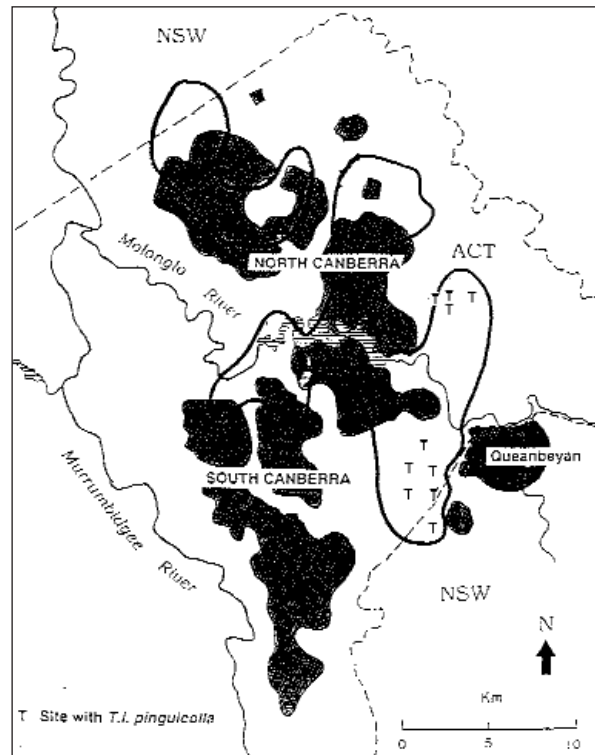 NSW
Molonglo
River
NORTH CANBERRA
ACT
T T T
T
T
T T
T T
T
Queanbeyan
SOUTH CANBERRA
Murrumbidgee
River
NSW
N
Km
0 5 10
T Site with T.l. pinguicolla